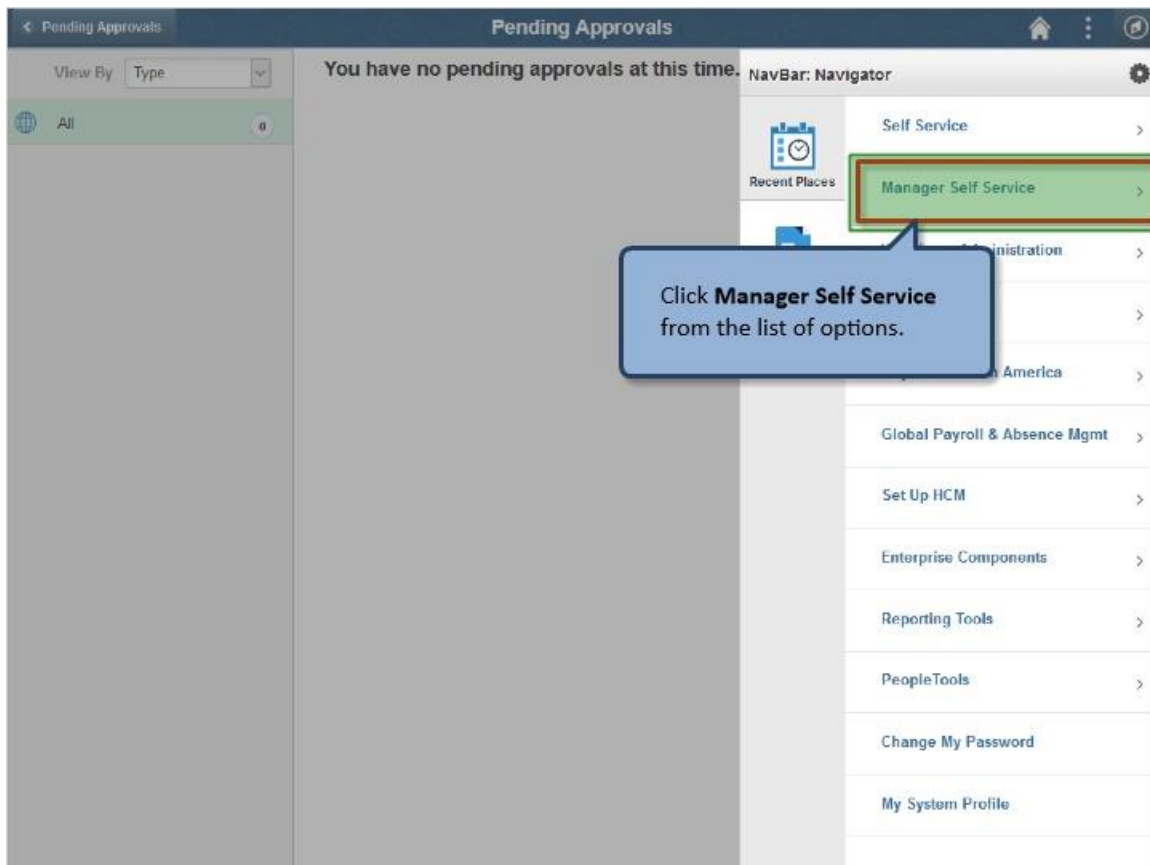 Pending Approvals
Pending Approvals
View By Type
All 0
You have no pending approvals at this time.
NavBar: Navigator
Recent Places
Self Service
Manager Self Service
inistration
Click Manager Self Service
from the list of options.
America
Global Payroll & Absence Mgmt
Set Up HCM
Enterprise Components
Reporting Tools
PeopleTools
Change My Password
My System Profile